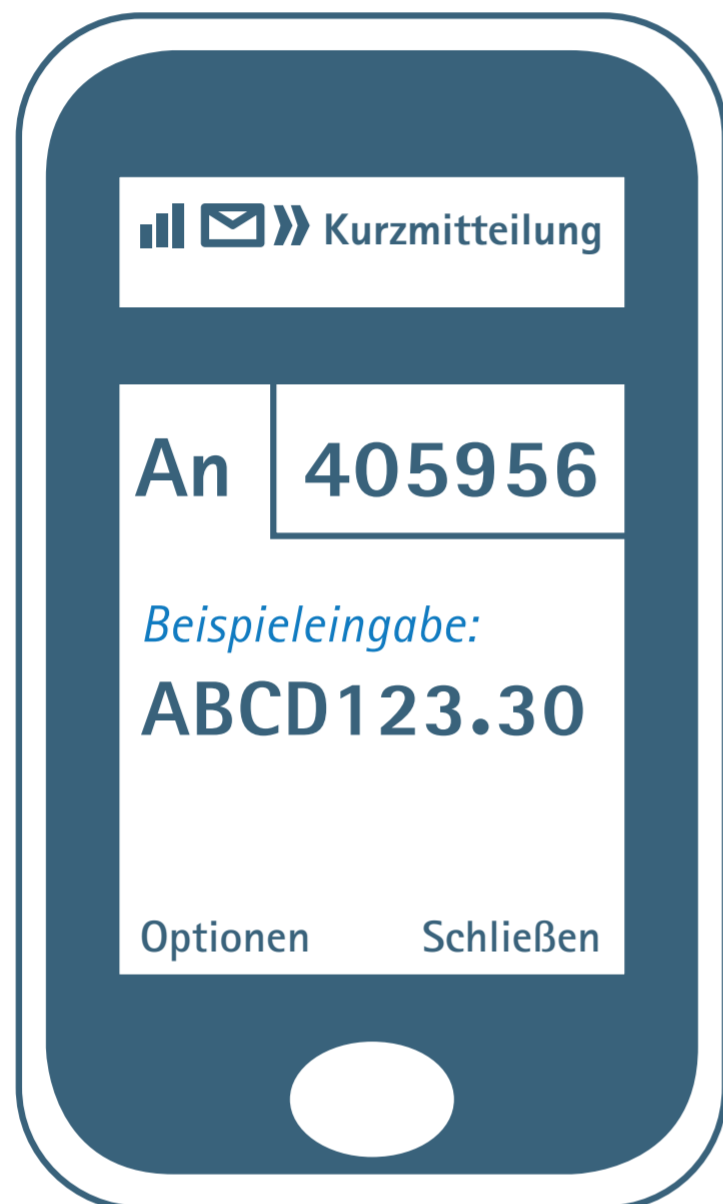 Kurzmitteilung
An 405956
Beispieleingabe:
ABCD123.30
Optionen Schließen